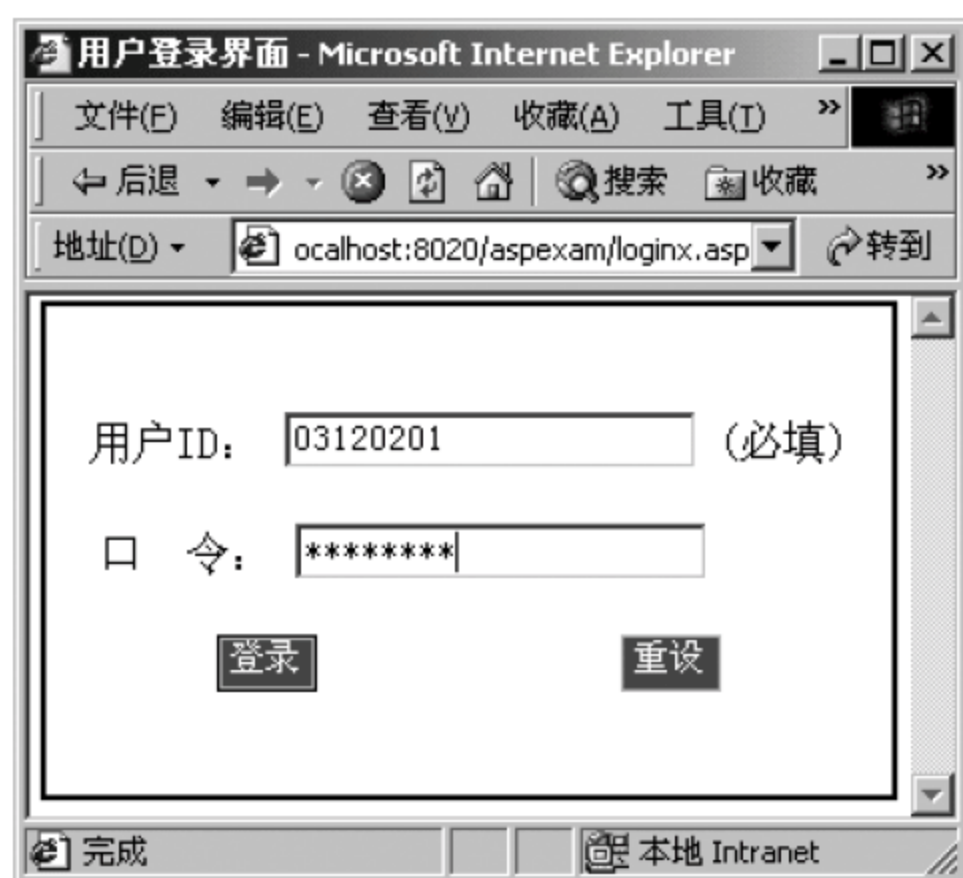 用户登录界面 - Microsoft Internet Explorer
文件(F) 编辑(E) 查看(V) 收藏(A) 工具(T) »
后退 搜索 收藏 »
地址(D) ocalhost:8020/aspexam/loginx.asp 转到
用户ID: 03120201 (必填)
口 令: ********
登录 重设
完成 本地 Intranet